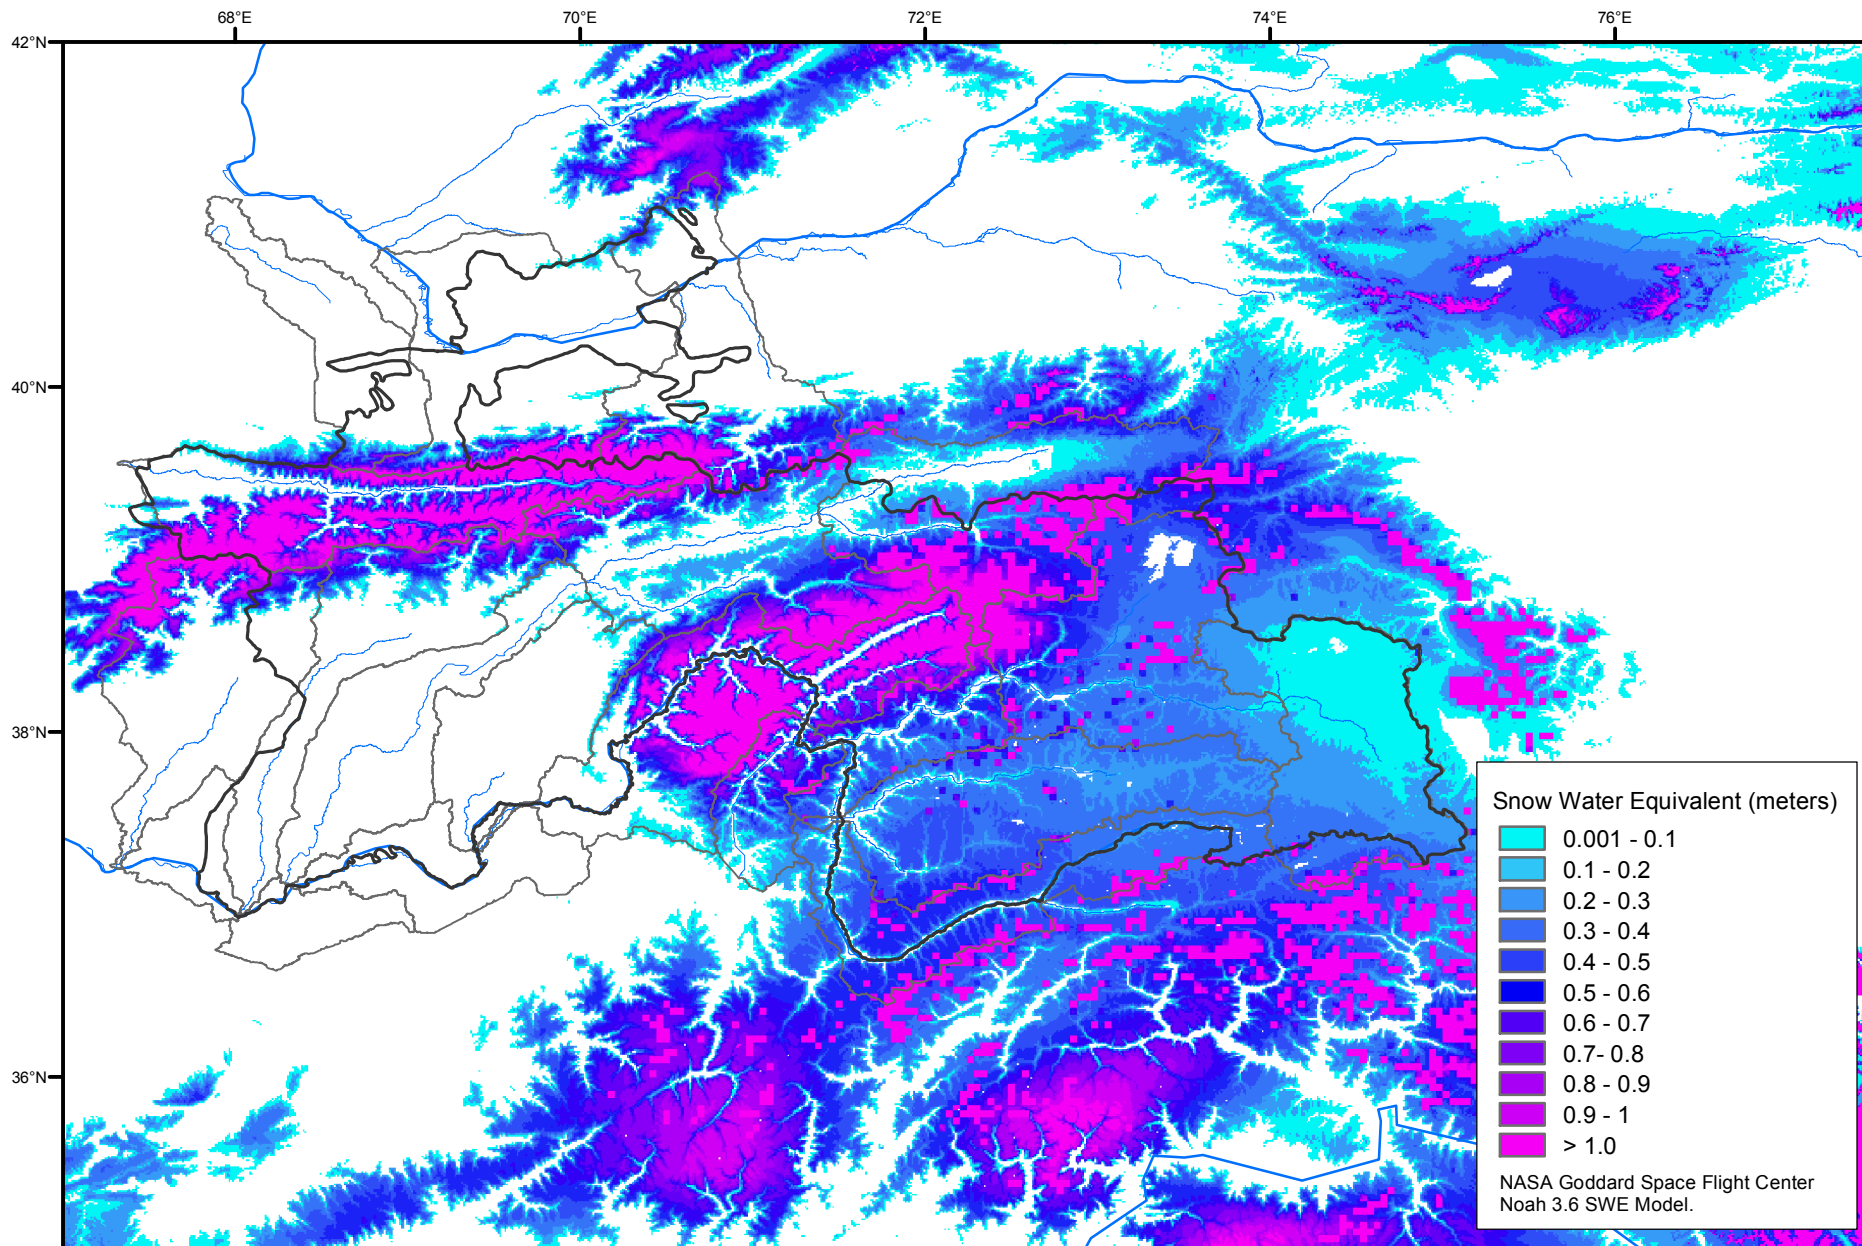 68°E
70°E
72°E
74°E
76°E
42°N
40°N
38°N
36°N
Snow Water Equivalent (meters)
0.001 - 0.1
0.1 - 0.2
0.2 - 0.3
0.3 - 0.4
0.4 - 0.5
0.5 - 0.6
0.6 - 0.7
0.7- 0.8
0.8 - 0.9
0.9 - 1
> 1.0
NASA Goddard Space Flight Center
Noah 3.6 SWE Model.